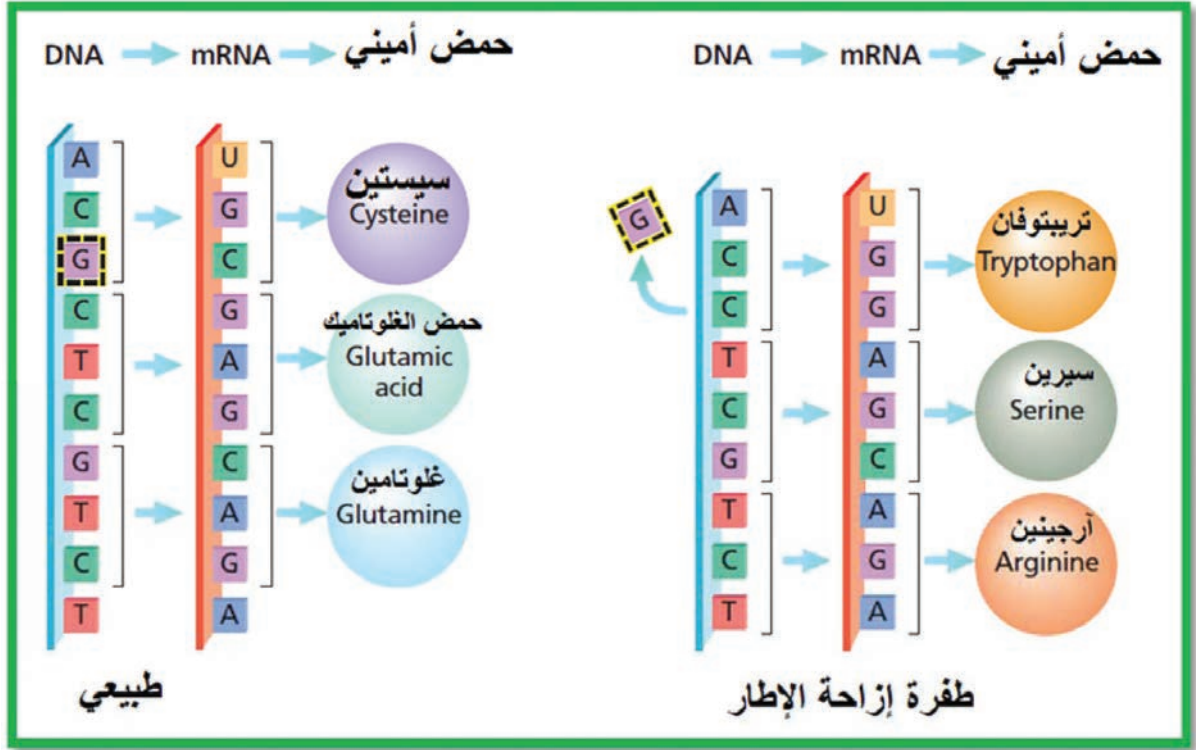 DNA mRNA حمض أميني
A
C
G
C
T
C
G
T
C
T
U
G
C
G
A
G
C
A
G
A
سيستين
Cysteine
حمض الغلوتاميك
Glutamic
acid
غلوتامين
Glutamine
طبيعي
DNA mRNA حمض أميني
G
A
C
C
T
C
G
T
C
T
U
G
G
A
G
C
A
G
A
تريبتوفان
Tryptophan
سيرين
Serine
آرجينين
Arginine
طفرة إزاحة الإطار